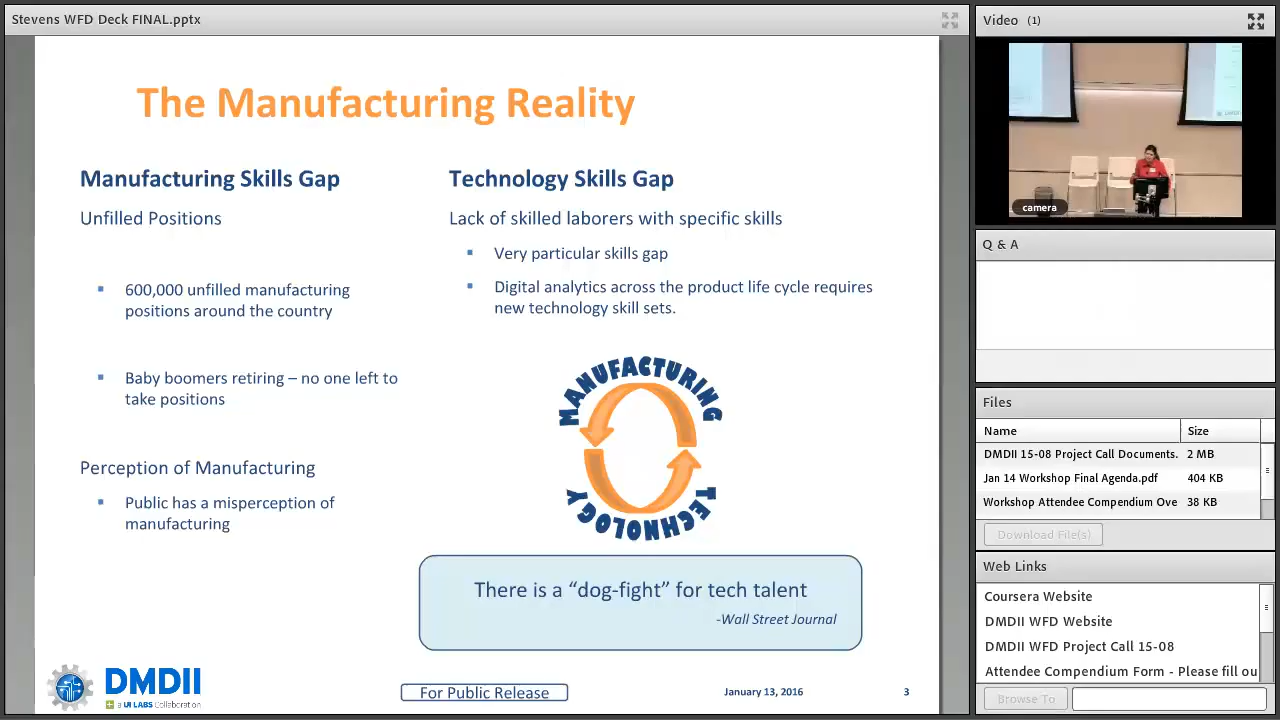 Stevens WFD Deck FINAL.pptx
The Manufacturing Reality
Manufacturing Skills Gap
Unfilled Positions
600,000 unfilled manufacturing
positions around the country
Baby boomers retiring – no one left to
take positions
Perception of Manufacturing
Public has a misperception of
manufacturing
Technology Skills Gap
Lack of skilled laborers with specific skills
Very particular skills gap
Digital analytics across the product life cycle requires
new technology skill sets.
MANUFACTURING
TECHNOLOGY
There is a “dog-fight” for tech talent
-Wall Street Journal
DMDII
a UI LABS Collaboration
For Public Release
January 13, 2016
3
Video (1)
camera
Q & A
Files
Name Size
DMDII 15-08 Project Call Documents. 2 MB
Jan 14 Workshop Final Agenda.pdf 404 KB
Workshop Attendee Compendium Ove 38 KB
Download File(s)
Web Links
Coursera Website
DMDII WFD Website
DMDII WFD Project Call 15-08
Attendee Compendium Form - Please fill ou
Browse To